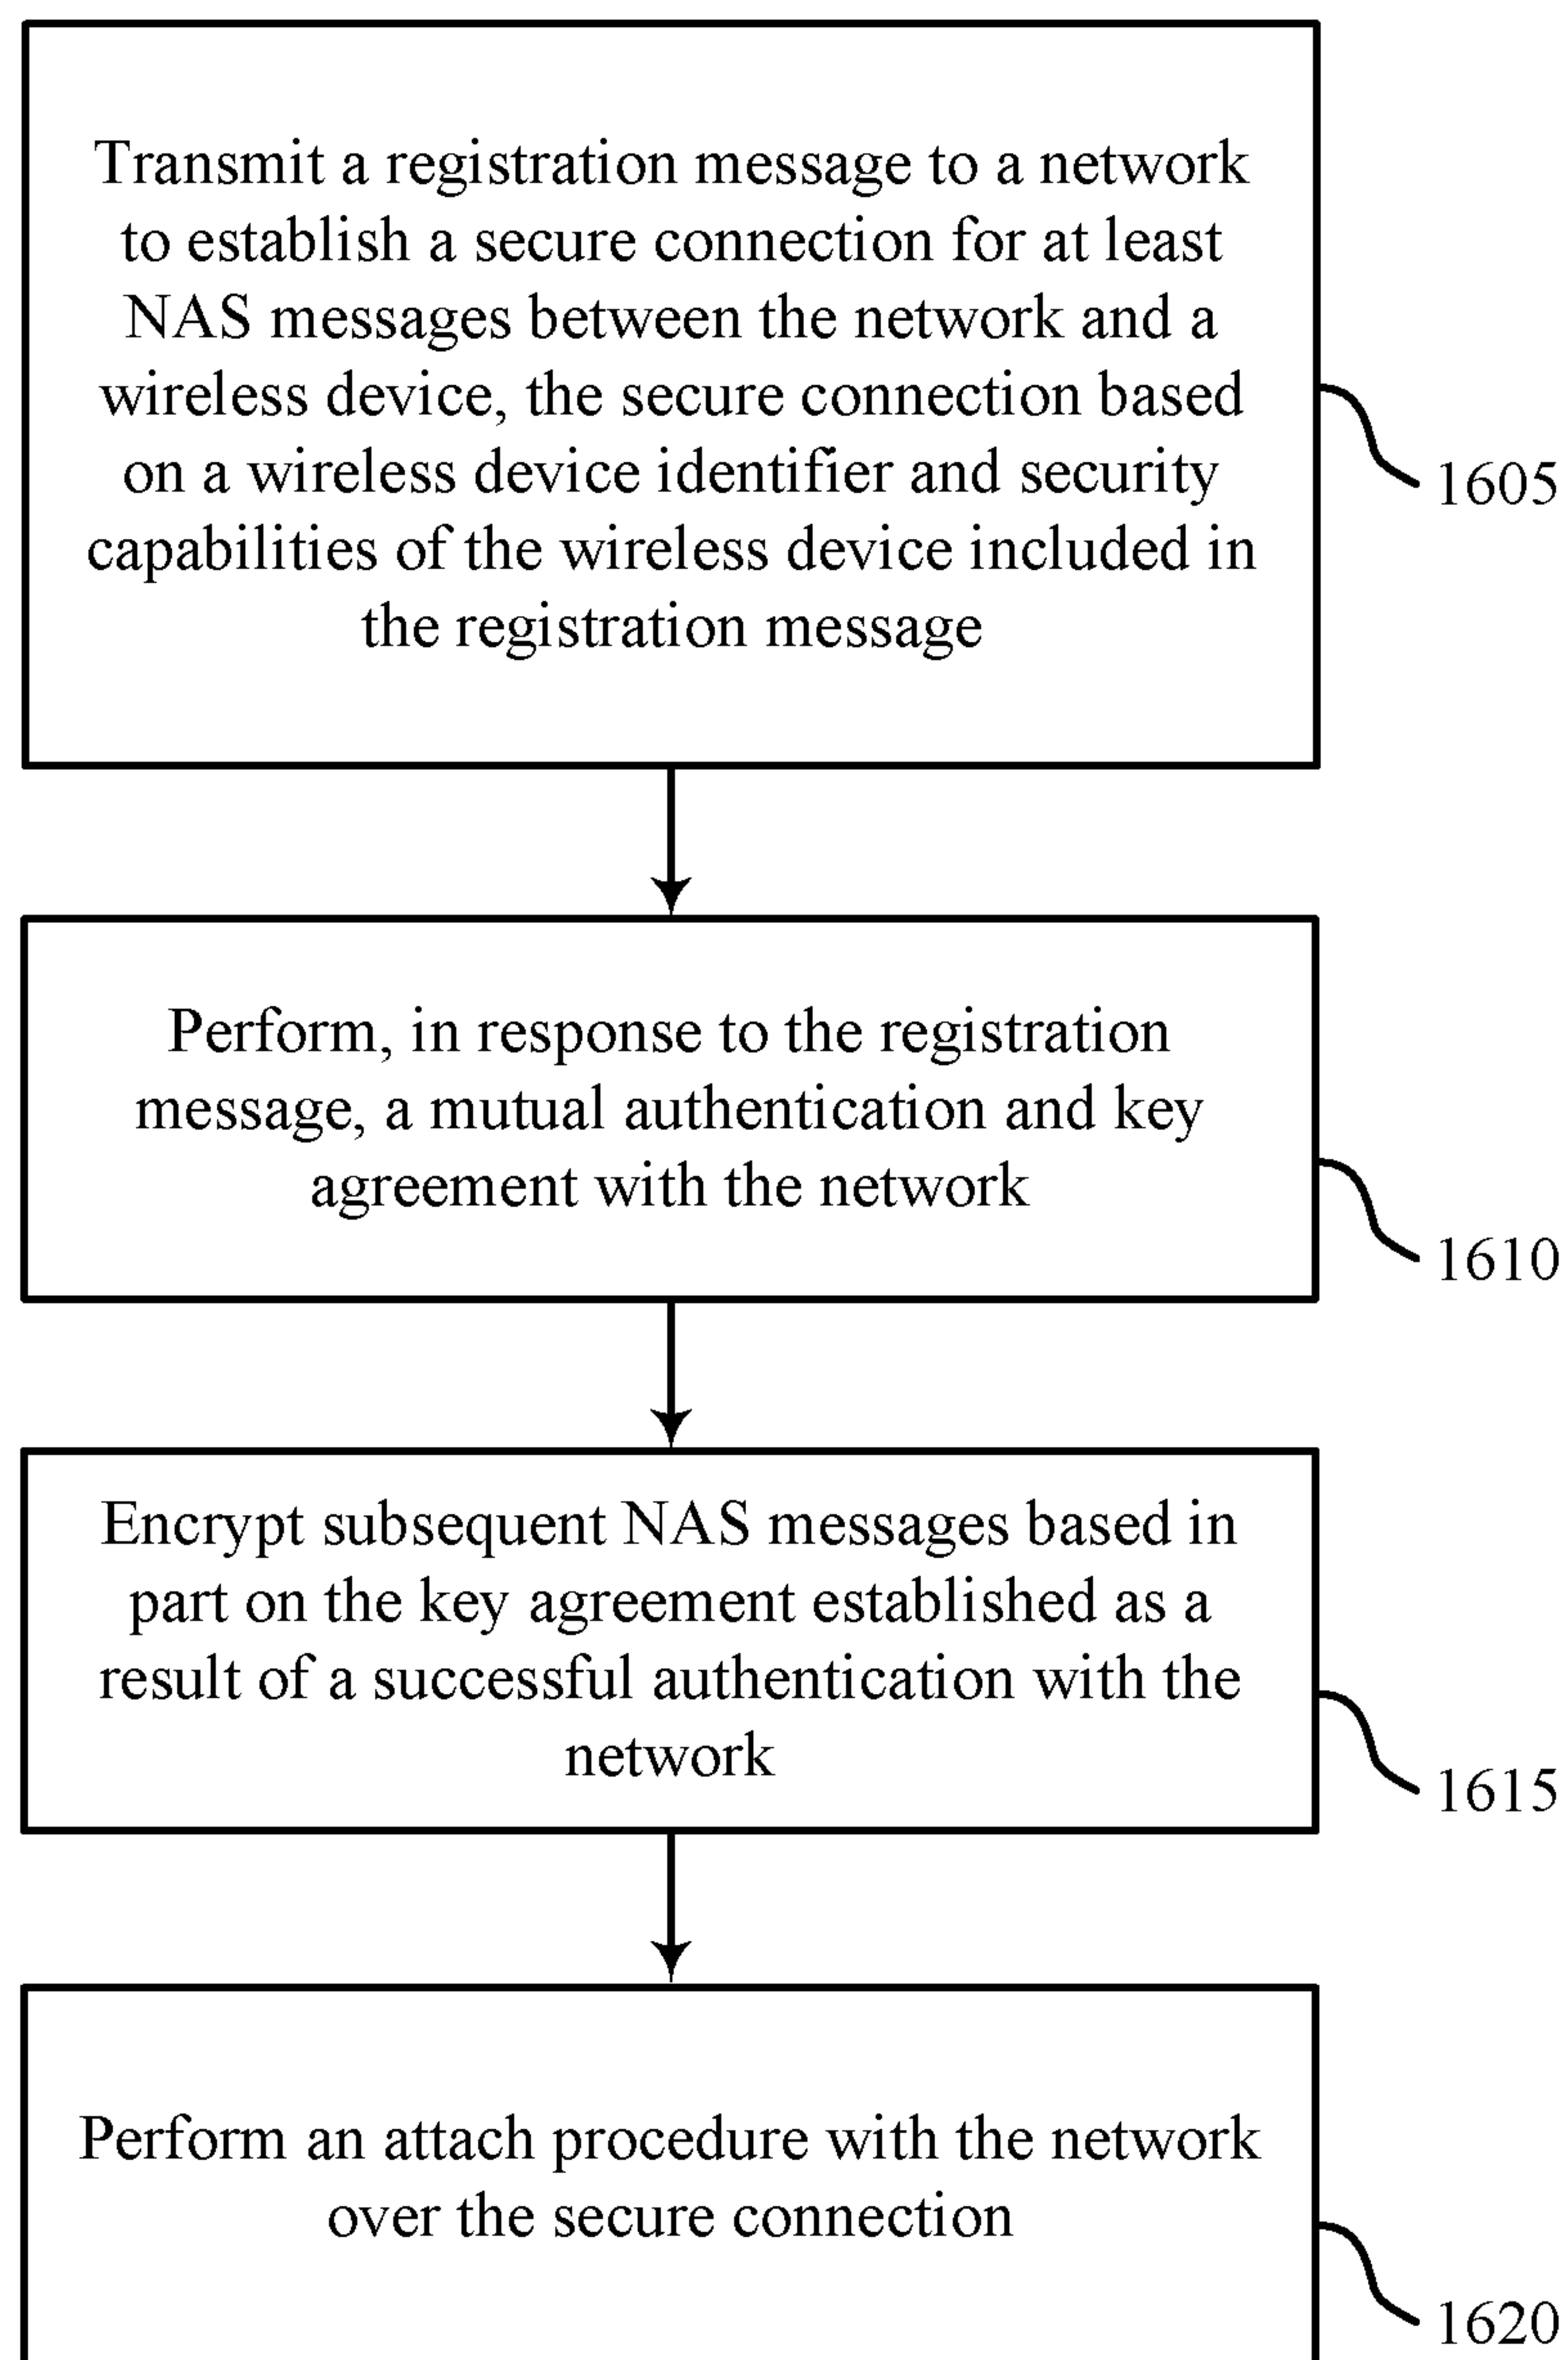 Transmit a registration message to a network
to establish a secure connection for at least
NAS messages between the network and a
wireless device, the secure connection based
on a wireless device identifier and security
capabilities of the wireless device included in
the registration message
1605
Perform, in response to the registration
message, a mutual authentication and key
agreement with the network
1610
Encrypt subsequent NAS messages based in
part on the key agreement established as a
result of a successful authentication with the
network
1615
Perform an attach procedure with the network
over the secure connection
1620